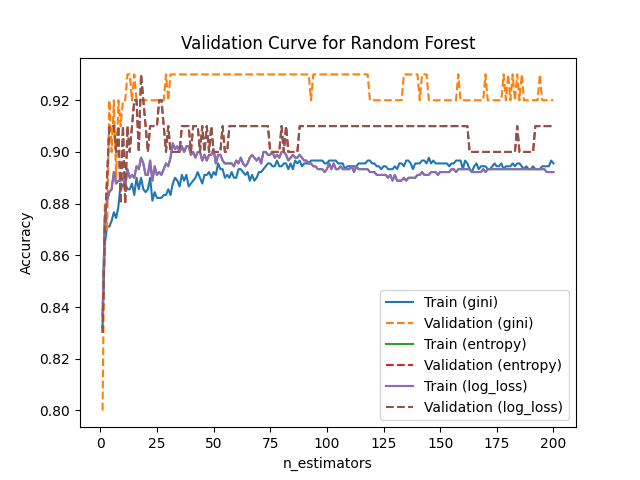 Validation Curve for Random Forest
Accuracy
0.92
0.90
0.88
0.86
0.84
0.82
0.80
Train (gini)
Validation (gini)
Train (entropy)
Validation (entropy)
Train (log_loss)
Validation (log_loss)
0 25 50 75 100 125 150 175 200
n_estimators